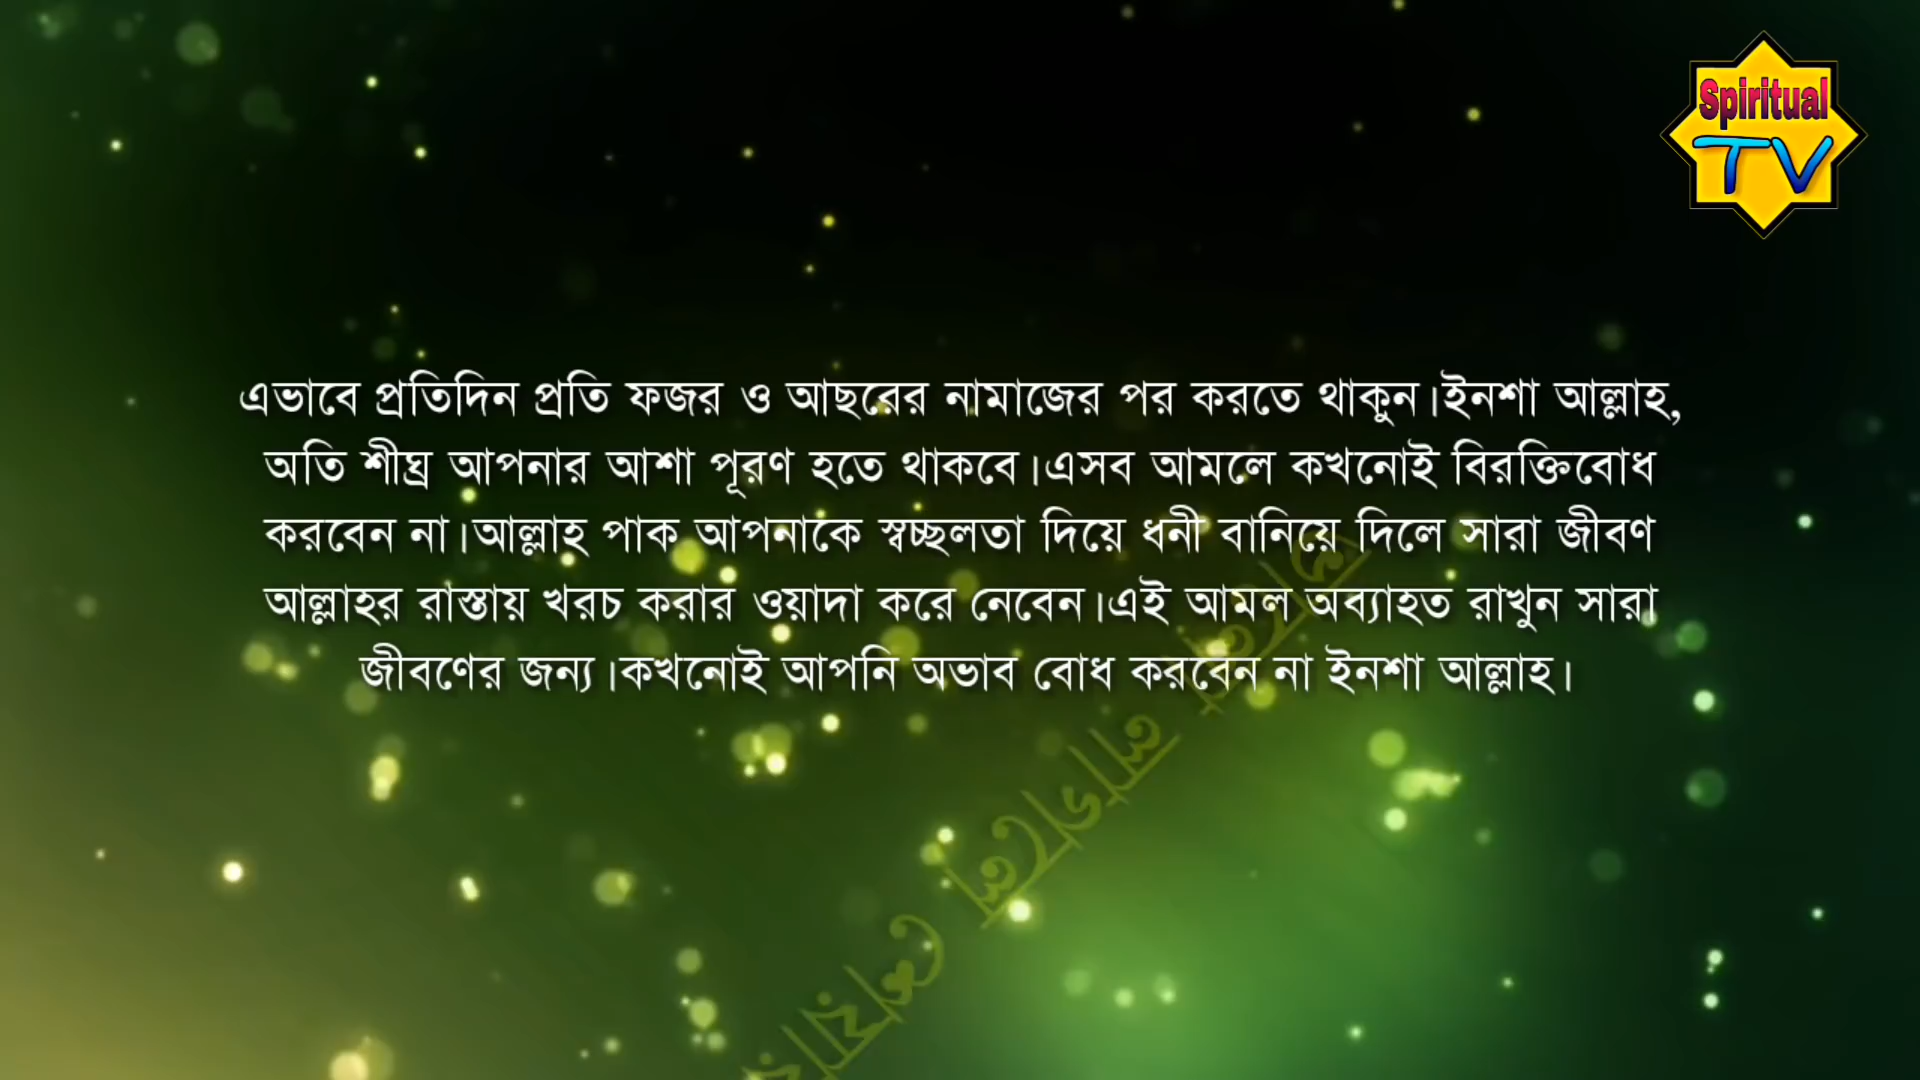 Spiritual
TV
এভাবে প্রতিদিন প্রতি ফজর ও আছরের নামাজের পর করতে থাকুন।ইনশা আল্লাহ,
অতি শীঘ্র আপনার আশা পূরণ হতে থাকবে।এসব আমলে কখনোই বিরক্তিবোধ
করবেন না।আল্লাহ পাক আপনাকে স্বচ্ছলতা দিয়ে ধনী বানিয়ে দিলে সারা জীবণ
আল্লাহর রাস্তায় খরচ করার ওয়াদা করে নেবেন।এই আমল অব্যাহত রাখুন সারা
জীবণের জন্য।কখনোই আপনি অভাব বোধ করবেন না ইনশা আল্লাহ।